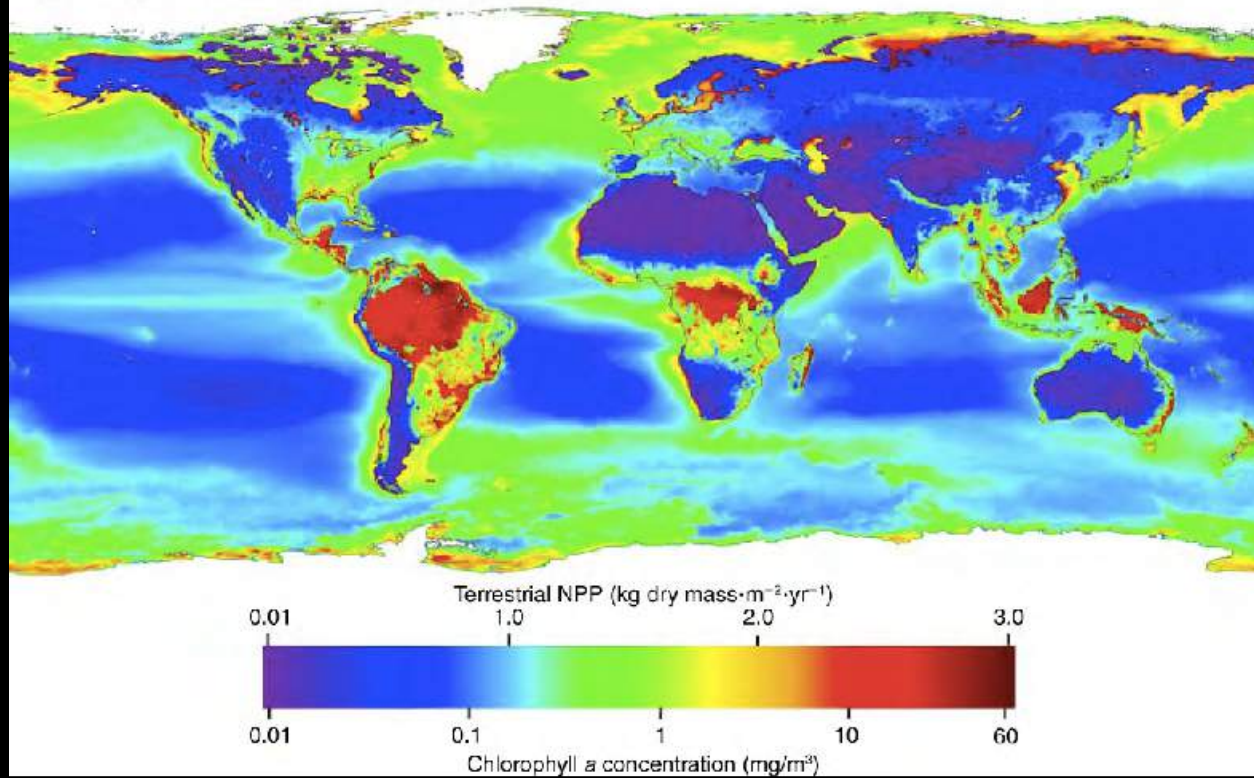 Terrestrial NPP (kg dry mass·m⁻²·yr⁻¹)
0.01 1.0 2.0 3.0
0.01 0.1 1 10 60
Chlorophyll a concentration (mg/m³)